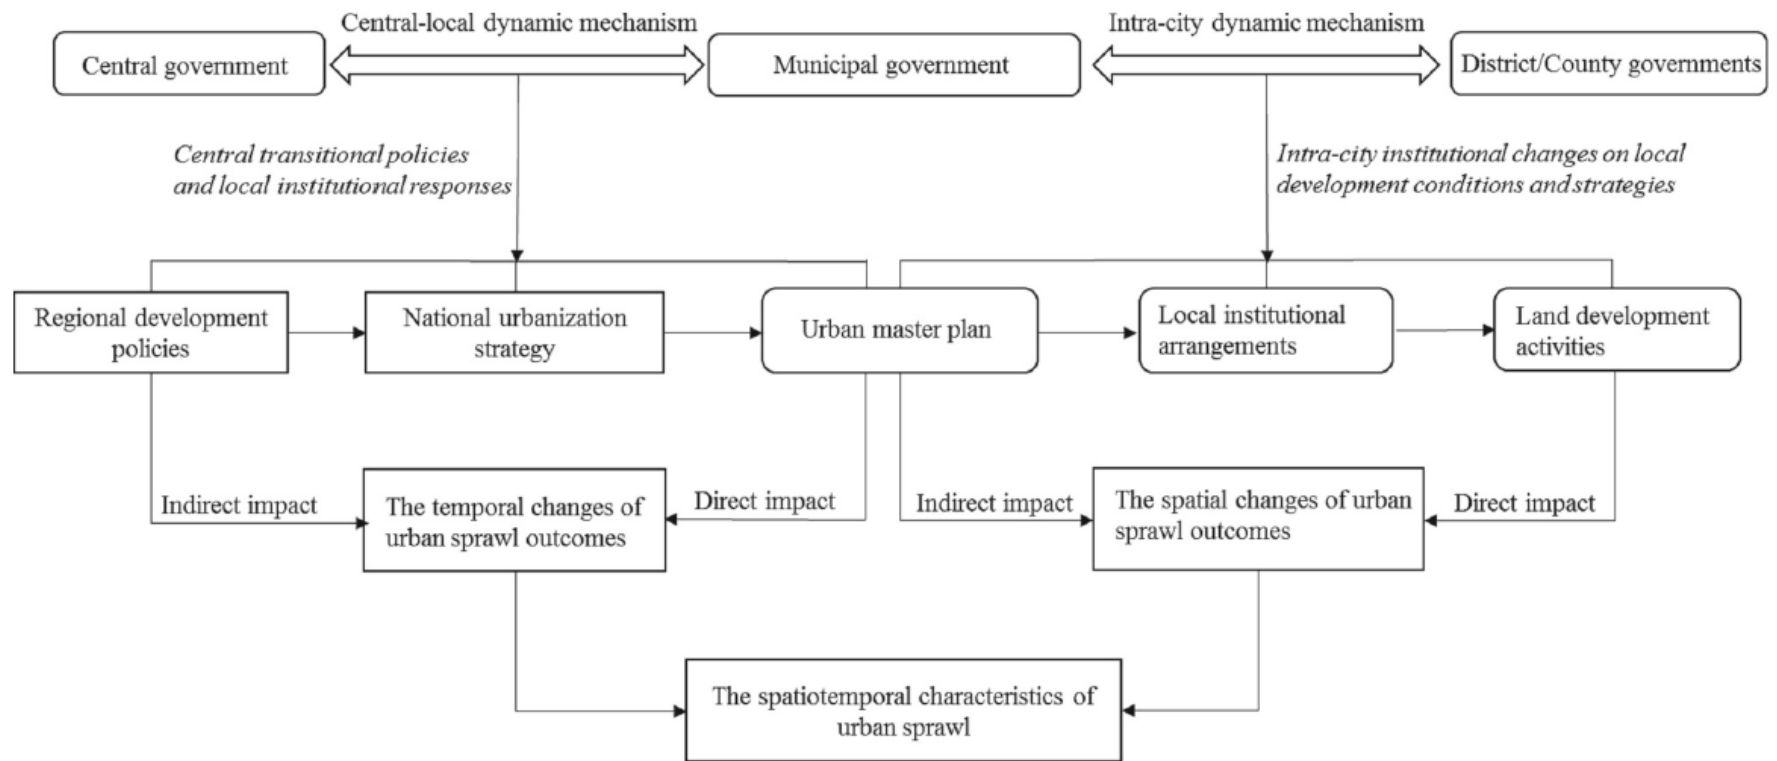 Central-local dynamic mechanism
Intra-city dynamic mechanism
Central government
Municipal government
District/County governments
Central transitional policies
and local institutional responses
Intra-city institutional changes on local
development conditions and strategies
Regional development
policies
National urbanization
strategy
Urban master plan
Local institutional
arrangements
Land development
activities
Indirect impact
The temporal changes of
urban sprawl outcomes
Direct impact
Indirect impact
The spatial changes of urban
sprawl outcomes
Direct impact
The spatiotemporal characteristics of
urban sprawl